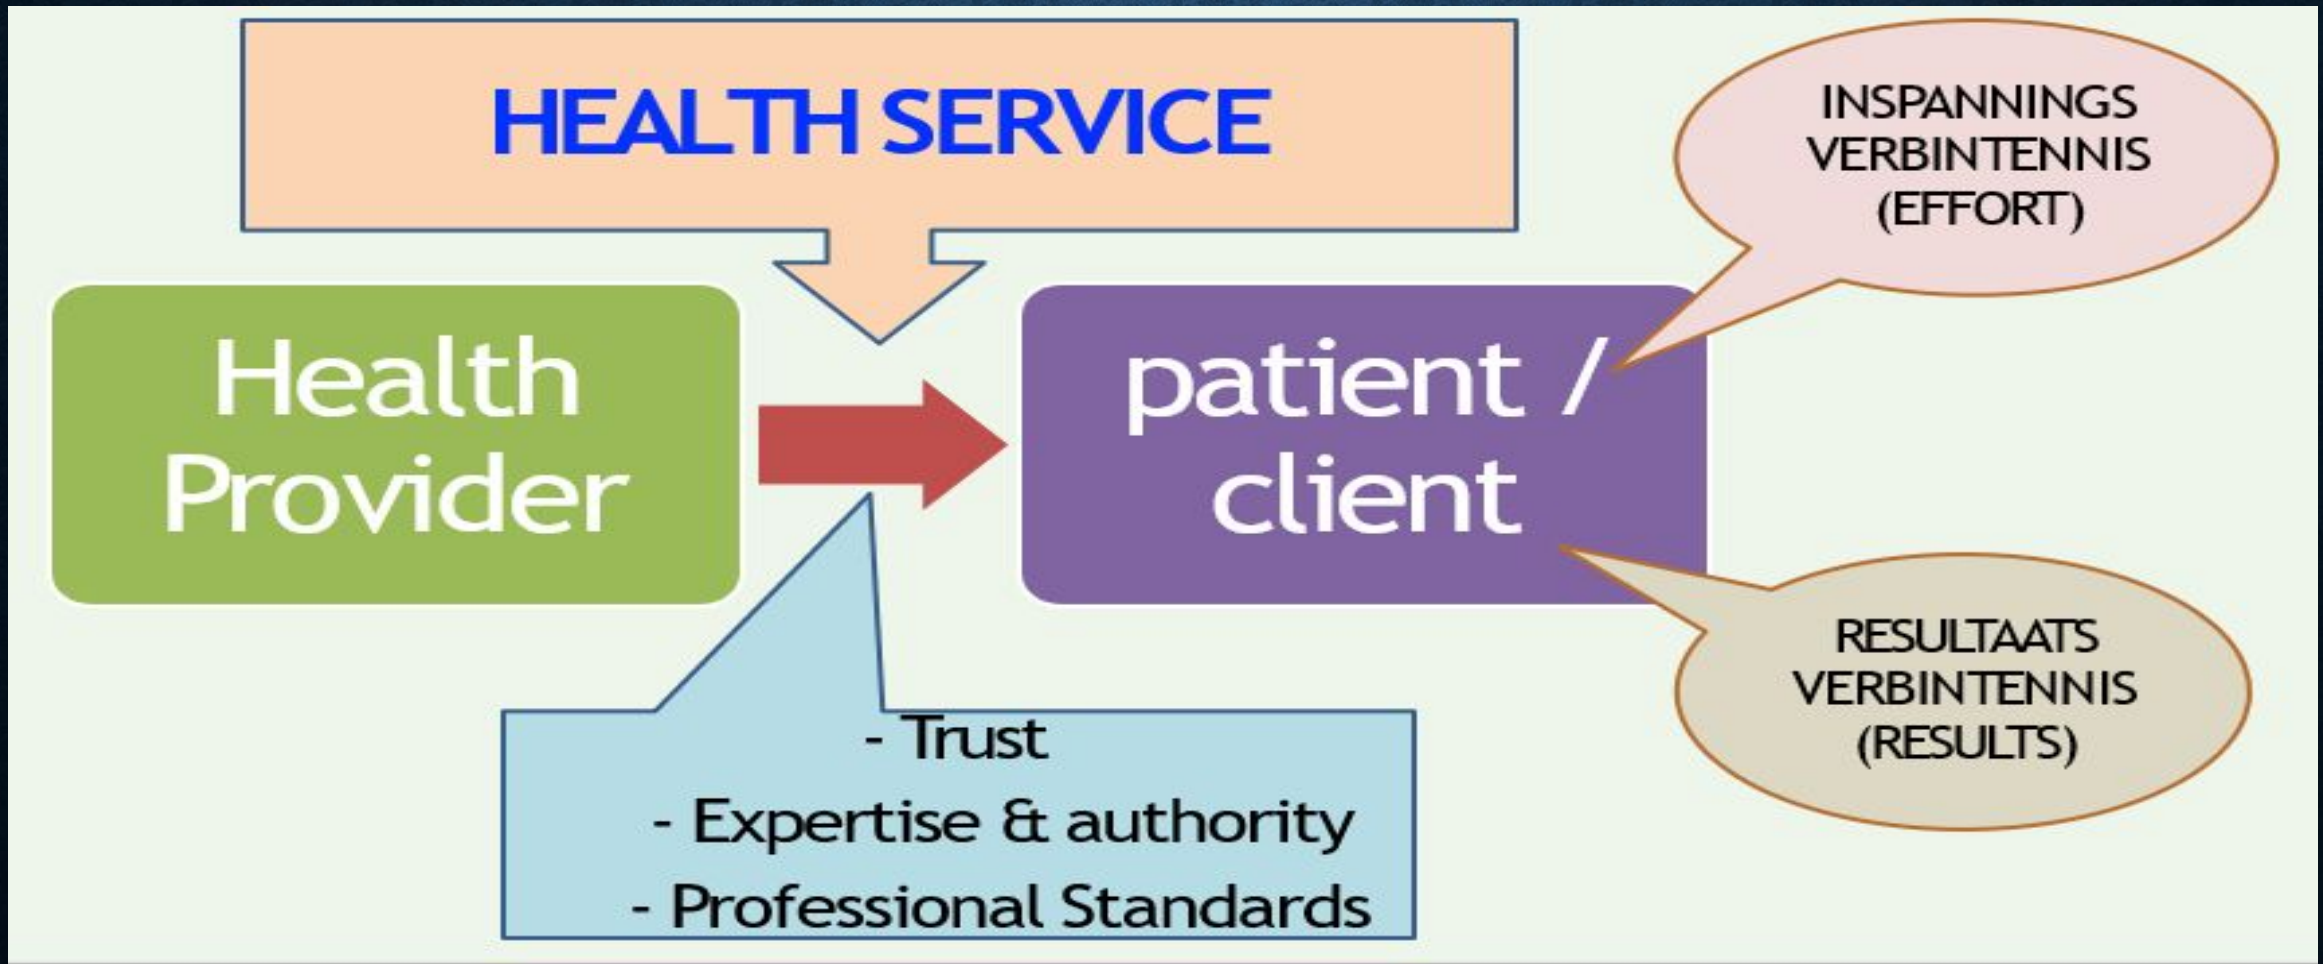 HEALTH SERVICE
INSPANNINGS
VERBINTENNIS
(EFFORT)
Health
Provider
patient /
client
RESULTAATS
VERBINTENNIS
(RESULTS)
- Trust
- Expertise & authority
- Professional Standards